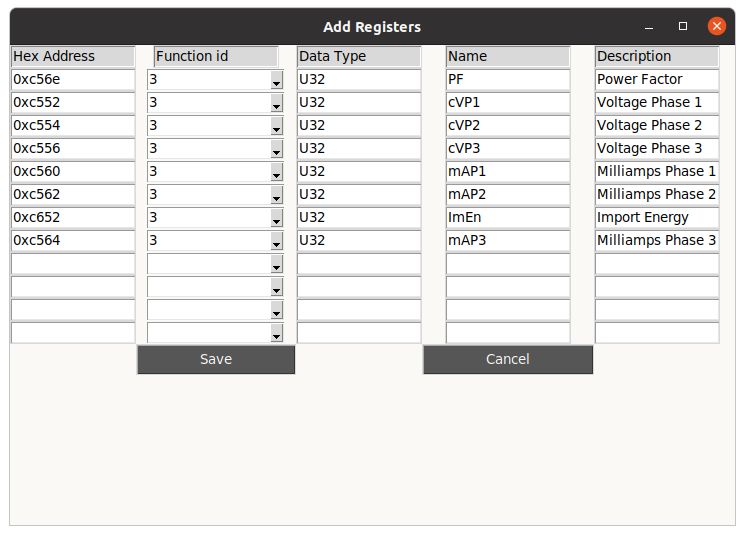 Add Registers
Hex Address Function id Data Type Name Description
0xc56e 3 U32 PF Power Factor
0xc552 3 U32 cVP1 Voltage Phase 1
0xc554 3 U32 cVP2 Voltage Phase 2
0xc556 3 U32 cVP3 Voltage Phase 3
0xc560 3 U32 mAP1 Milliamps Phase 1
0xc562 3 U32 mAP2 Milliamps Phase 2
0xc652 3 U32 ImEn Import Energy
0xc564 3 U32 mAP3 Milliamps Phase 3
Save Cancel